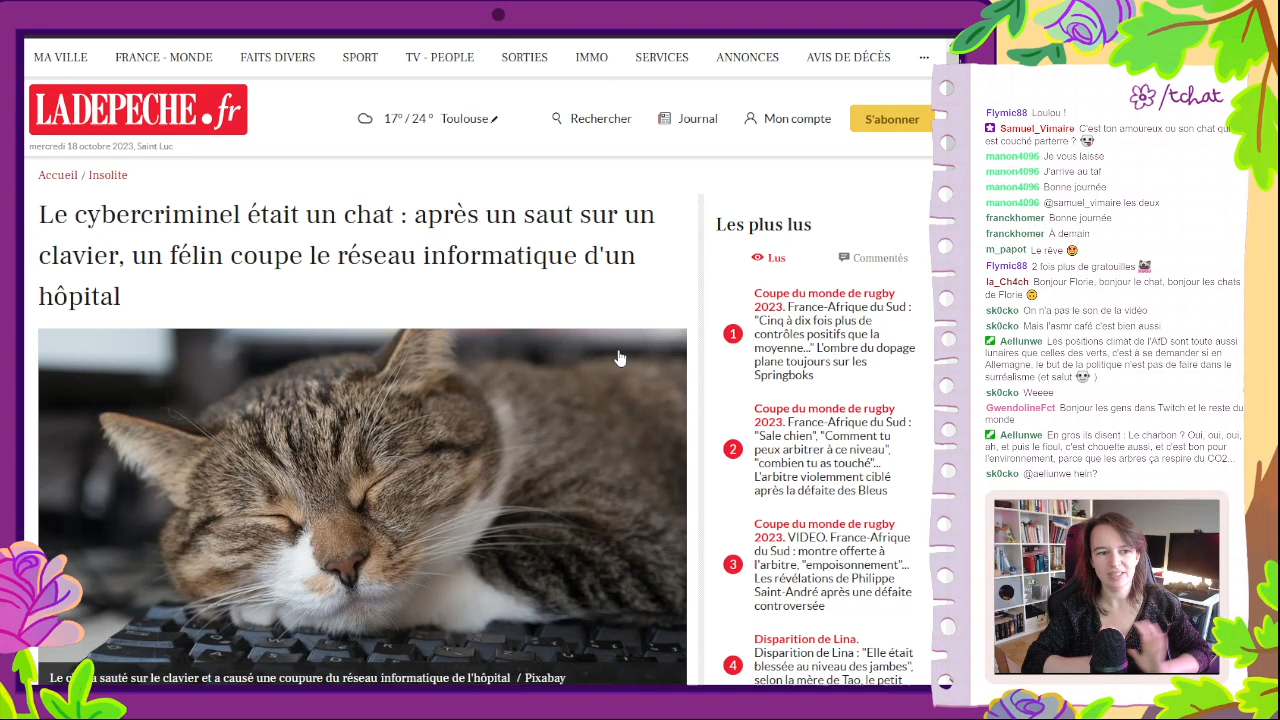 MA VILLE FRANCE - MONDE FAITS DIVERS SPORT TV - PEOPLE SORTIES IMMO SERVICES ANNONCES AVIS DE DÉCÈS ...
LADEPECHE.fr
17° / 24° Toulouse
Rechercher
Journal
Mon compte
S'abonner
mercredi 18 octobre 2023, Saint Luc
Accueil / Insolite
Le cybercriminel était un chat : après un saut sur un
clavier, un félin coupe le réseau informatique d'un
hôpital
Le c sauté sur le clavier et a causé une coupure du réseau informatique de l'hôpital / Pixabay
Les plus lus
Lus
Commentés
1
Coupe du monde de rugby
2023. France-Afrique du Sud :
"Cinq à dix fois plus de
contrôles positifs que la
moyenne..." L'ombre du dopage
plane toujours sur les
Springboks
2
Coupe du monde de rugby
2023. France-Afrique du Sud :
"Sale chien", "Comment tu
peux arbitrer à ce niveau",
"combien tu as touché"...
L'arbitre violemment ciblé
après la défaite des Bleus
3
Coupe du monde de rugby
2023. VIDEO. France-Afrique
du Sud : montre offerte à
l'arbitre, "empoisonnement"...
Les révélations de Philippe
Saint-André après une défaite
controversée
4
Disparition de Lina.
Disparition de Lina : "Elle était
blessée au niveau des jambes",
selon la mère de Tao, le petit
/tchat
Flymic88 Loulou !
Samuel_Vimaire C'est ton amoureux ou son chat qui
est couché parterre ?
manon4096 Je vous laisse
manon4096 J'arrive au taf
manon4096 Bonne journée
manon4096 @samuel_vimaire les deux
franckhomer Bonne journée
franckhomer À demain
m_papot Le rêve
Flymic88 2 fois plus de gratouilles
la_Ch4ch Bonjour Florie, bonjour le chat, bonjour les chats
de Florie
sk0cko On n'a pas le son de la vidéo
sk0cko Mais l'asmr café c'est bien aussi
Aeliunwe Les positions climat de l'AfD sont toute aussi
lunaires que celles des verts, c'est à se demander si en
Allemagne, le but de la politique n'est pas de faire dans le
surréalisme (et salut )
sk0cko Weeee
GwendolineFct Bonjour les gens dans Twitch et le reste du
monde
Aeliunwe En gros ils disent : Le charbon ? Oui, oui, oui,
ah, et puis le fioul, c'est chouette aussi, et c'est bon pour
l'environnement, parce que les arbres ça respire du CO2...
sk0cko @aeliunwe hein?